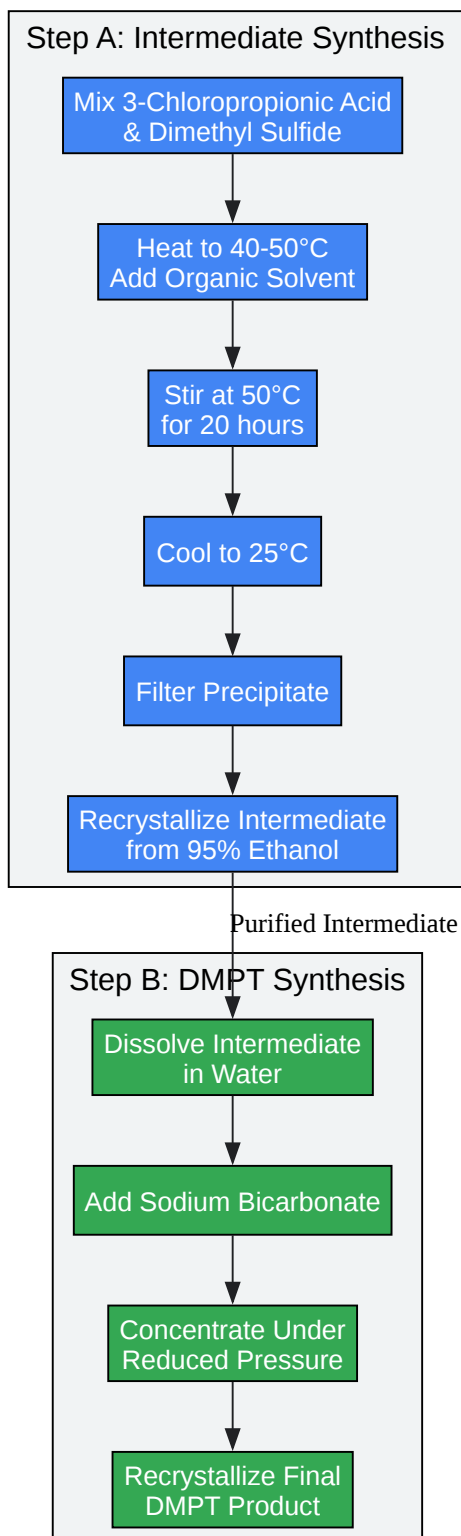 Step A: Intermediate Synthesis
Mix 3-Chloropropionic Acid
& Dimethyl Sulfide
Heat to 40-50°C
Add Organic Solvent
Stir at 50°C
for 20 hours
Cool to 25°C
Filter Precipitate
Recrystallize Intermediate
from 95% Ethanol
Purified Intermediate
Step B: DMPT Synthesis
Dissolve Intermediate
in Water
Add Sodium Bicarbonate
Concentrate Under
Reduced Pressure
Recrystallize Final
DMPT Product